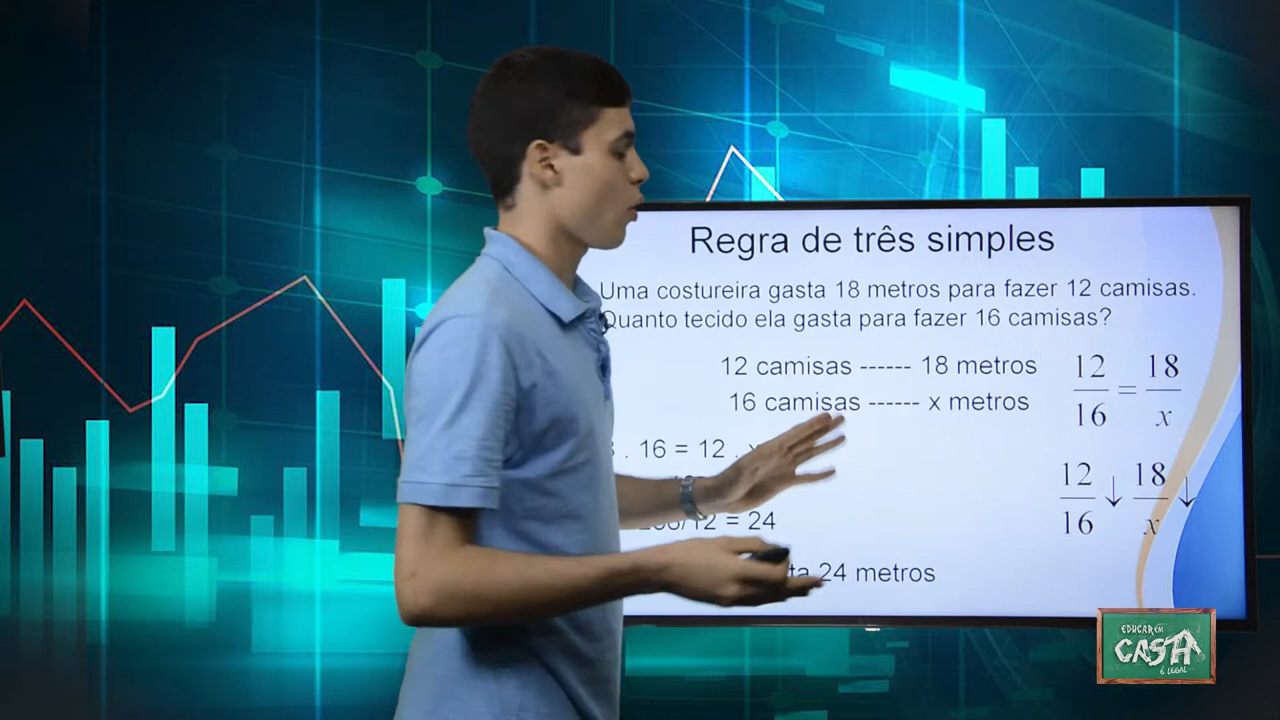 Regra de três simples
Uma costureira gasta 18 metros para fazer 12 camisas.
Quanto tecido ela gasta para fazer 16 camisas?
12 camisas ------ 18 metros
16 camisas ------ x metros
12/16 = 18/x
. 16 = 12 .
12/16 ↓ 18/x ↓
/12 = 24
24 metros
EDUCAR EM
CASA
É LEGAL